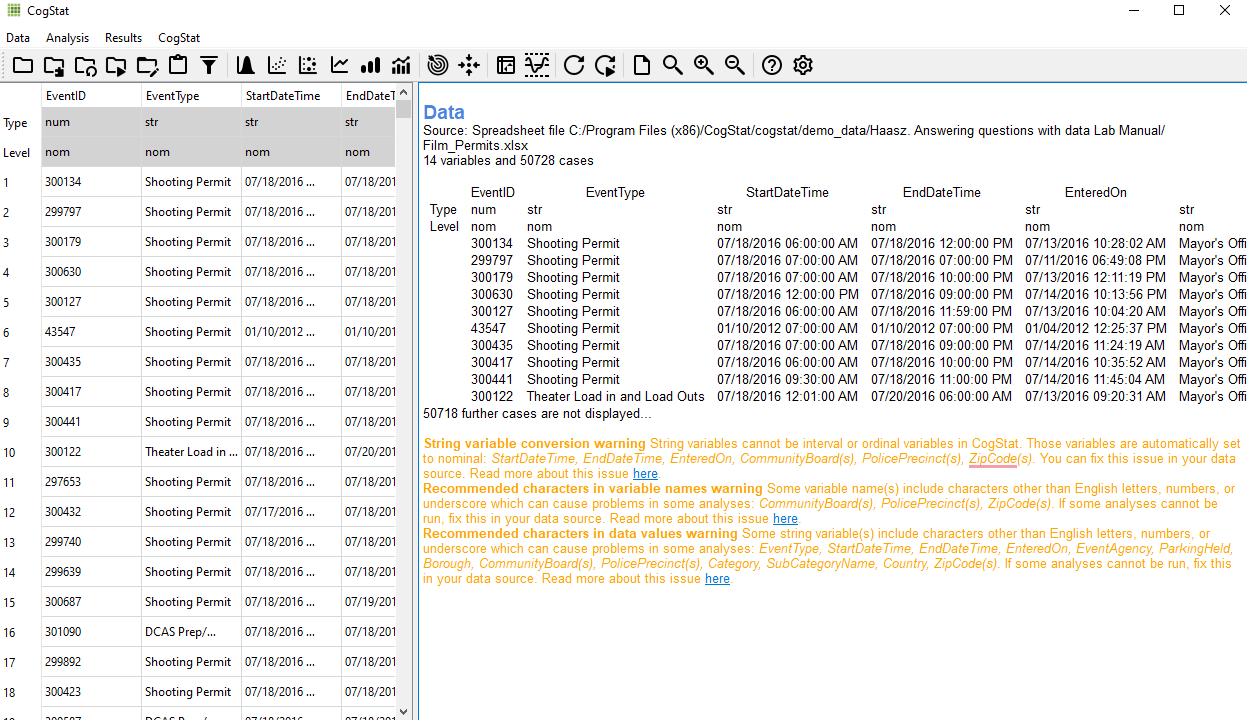 CogStat
Data Analysis Results CogStat
EventID EventType StartDateTime EndDateT
Type num str str str
Level nom nom nom nom
1 300134 Shooting Permit 07/18/2016 ... 07/18/201
2 299797 Shooting Permit 07/18/2016 ... 07/18/201
3 300179 Shooting Permit 07/18/2016 ... 07/18/201
4 300630 Shooting Permit 07/18/2016 ... 07/18/201
5 300127 Shooting Permit 07/18/2016 ... 07/18/201
6 43547 Shooting Permit 01/10/2012 ... 01/10/201
7 300435 Shooting Permit 07/18/2016 ... 07/18/201
8 300417 Shooting Permit 07/18/2016 ... 07/18/201
9 300441 Shooting Permit 07/18/2016 ... 07/18/201
10 300122 Theater Load in ... 07/18/2016 ... 07/20/201
11 297653 Shooting Permit 07/18/2016 ... 07/18/201
12 300432 Shooting Permit 07/17/2016 ... 07/18/201
13 299740 Shooting Permit 07/18/2016 ... 07/18/201
14 299639 Shooting Permit 07/18/2016 ... 07/18/201
15 300687 Shooting Permit 07/18/2016 ... 07/19/201
16 301090 DCAS Prep/... 07/18/2016 ... 07/18/201
17 299892 Shooting Permit 07/18/2016 ... 07/18/201
18 300423 Shooting Permit 07/18/2016 ... 07/18/201
Data
Source: Spreadsheet file C:/Program Files (x86)/CogStat/cogstat/demo_data/Haasz. Answering questions with data Lab Manual/
Film_Permits.xlsx
14 variables and 50728 cases
EventID EventType StartDateTime EndDateTime EnteredOn
Type num str str str str str
Level nom nom nom nom nom nom
300134 Shooting Permit 07/18/2016 06:00:00 AM 07/18/2016 12:00:00 PM 07/13/2016 10:28:02 AM Mayor's Offi
299797 Shooting Permit 07/18/2016 07:00:00 AM 07/18/2016 07:00:00 PM 07/11/2016 06:49:08 PM Mayor's Offi
300179 Shooting Permit 07/18/2016 07:00:00 AM 07/18/2016 10:00:00 PM 07/13/2016 12:11:19 PM Mayor's Offi
300630 Shooting Permit 07/18/2016 12:00:00 PM 07/18/2016 09:00:00 PM 07/14/2016 10:13:56 PM Mayor's Offi
300127 Shooting Permit 07/18/2016 06:00:00 AM 07/18/2016 11:59:00 PM 07/13/2016 10:04:20 AM Mayor's Offi
43547 Shooting Permit 01/10/2012 07:00:00 AM 01/10/2012 07:00:00 PM 01/04/2012 12:25:37 PM Mayor's Offi
300435 Shooting Permit 07/18/2016 07:00:00 AM 07/18/2016 09:00:00 PM 07/14/2016 11:24:19 AM Mayor's Offi
300417 Shooting Permit 07/18/2016 06:00:00 AM 07/18/2016 10:00:00 PM 07/14/2016 10:35:52 AM Mayor's Offi
300441 Shooting Permit 07/18/2016 09:30:00 AM 07/18/2016 11:00:00 PM 07/14/2016 11:45:04 AM Mayor's Offi
300122 Theater Load in and Load Outs 07/18/2016 12:01:00 AM 07/20/2016 06:00:00 AM 07/13/2016 09:20:31 AM Mayor's Offi
50718 further cases are not displayed...
String variable conversion warning String variables cannot be interval or ordinal variables in CogStat. Those variables are automatically set
to nominal: StartDateTime, EndDateTime, EnteredOn, CommunityBoard(s), PolicePrecinct(s), ZipCode(s). You can fix this issue in your data
source. Read more about this issue here.
Recommended characters in variable names warning Some variable name(s) include characters other than English letters, numbers, or
underscore which can cause problems in some analyses: CommunityBoard(s), PolicePrecinct(s), ZipCode(s). If some analyses cannot be
run, fix this in your data source. Read more about this issue here.
Recommended characters in data values warning Some string variable(s) include characters other than English letters, numbers, or
underscore which can cause problems in some analyses: EventType, StartDateTime, EndDateTime, EnteredOn, EventAgency, ParkingHeld,
Borough, CommunityBoard(s), PolicePrecinct(s), Category, SubCategoryName, Country, ZipCode(s). If some analyses cannot be run, fix this
in your data source. Read more about this issue here